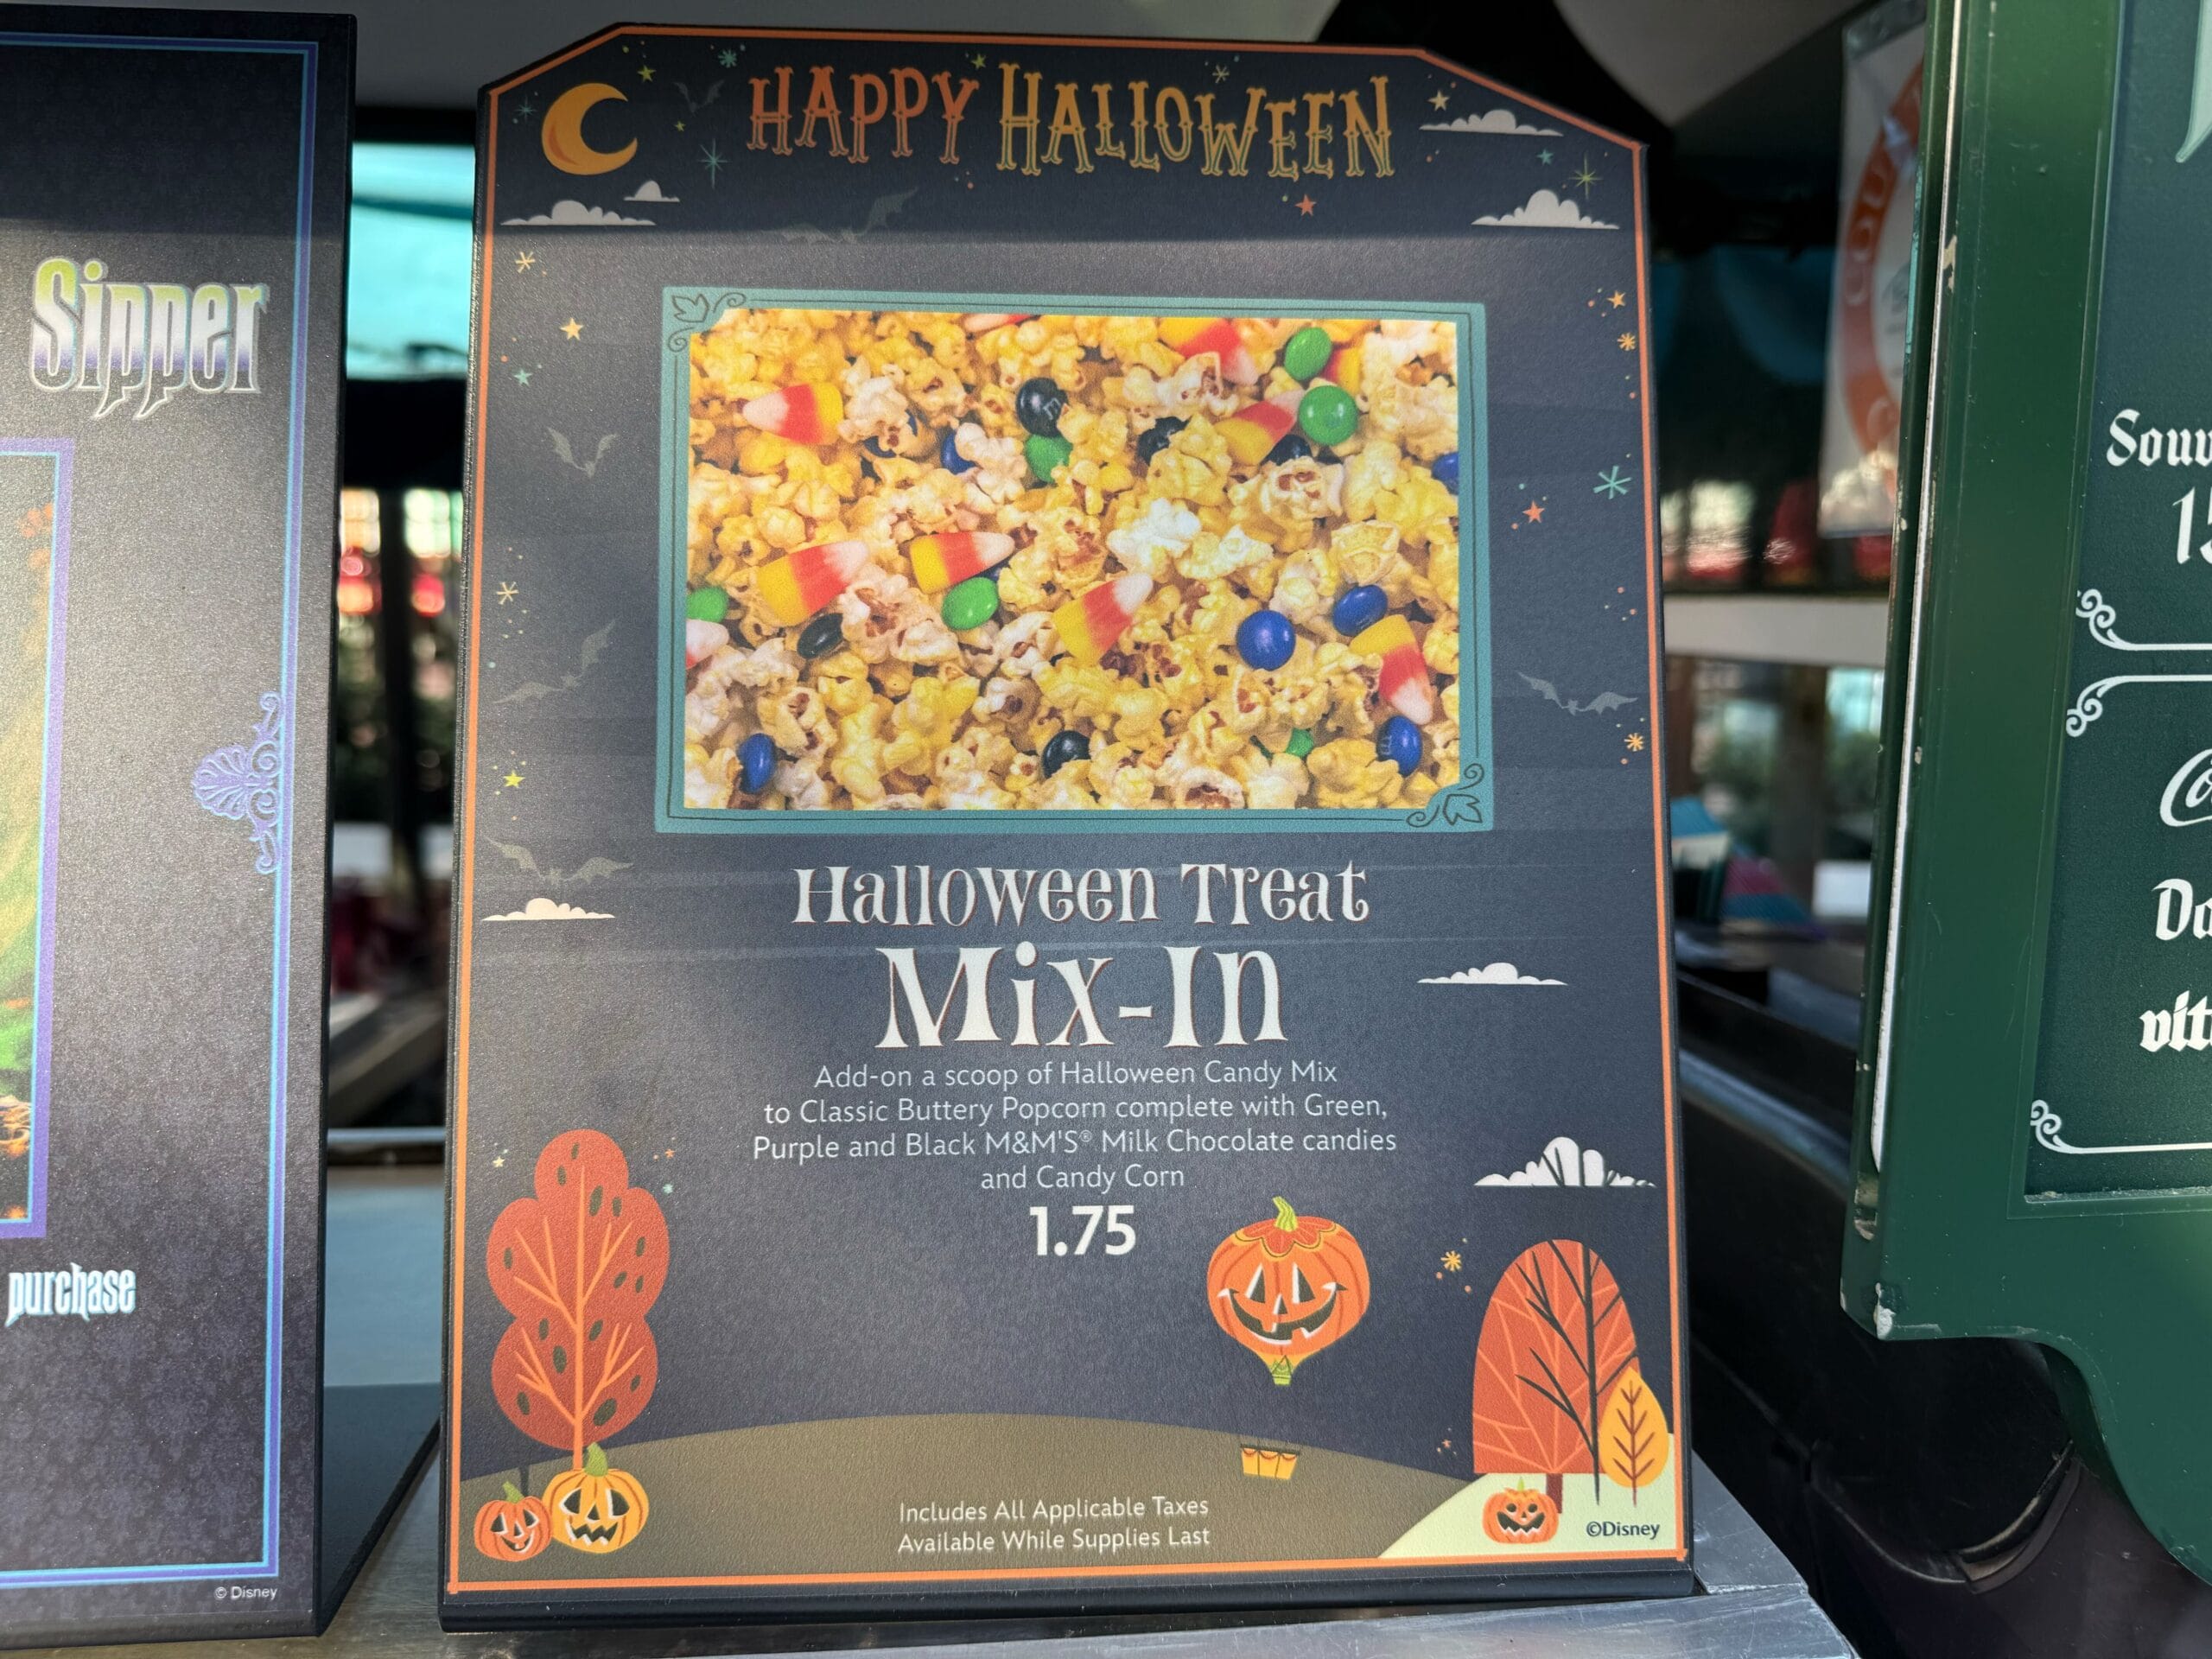 Sipper
purchase
© Disney
HAPPY HALLOWEEN
Halloween Treat
Mix-In
Add-on a scoop of Halloween Candy Mix
to Classic Buttery Popcorn complete with Green,
Purple and Black M&M'S® Milk Chocolate candies
and Candy Corn
1.75
Includes All Applicable Taxes
Available While Supplies Last
©Disney